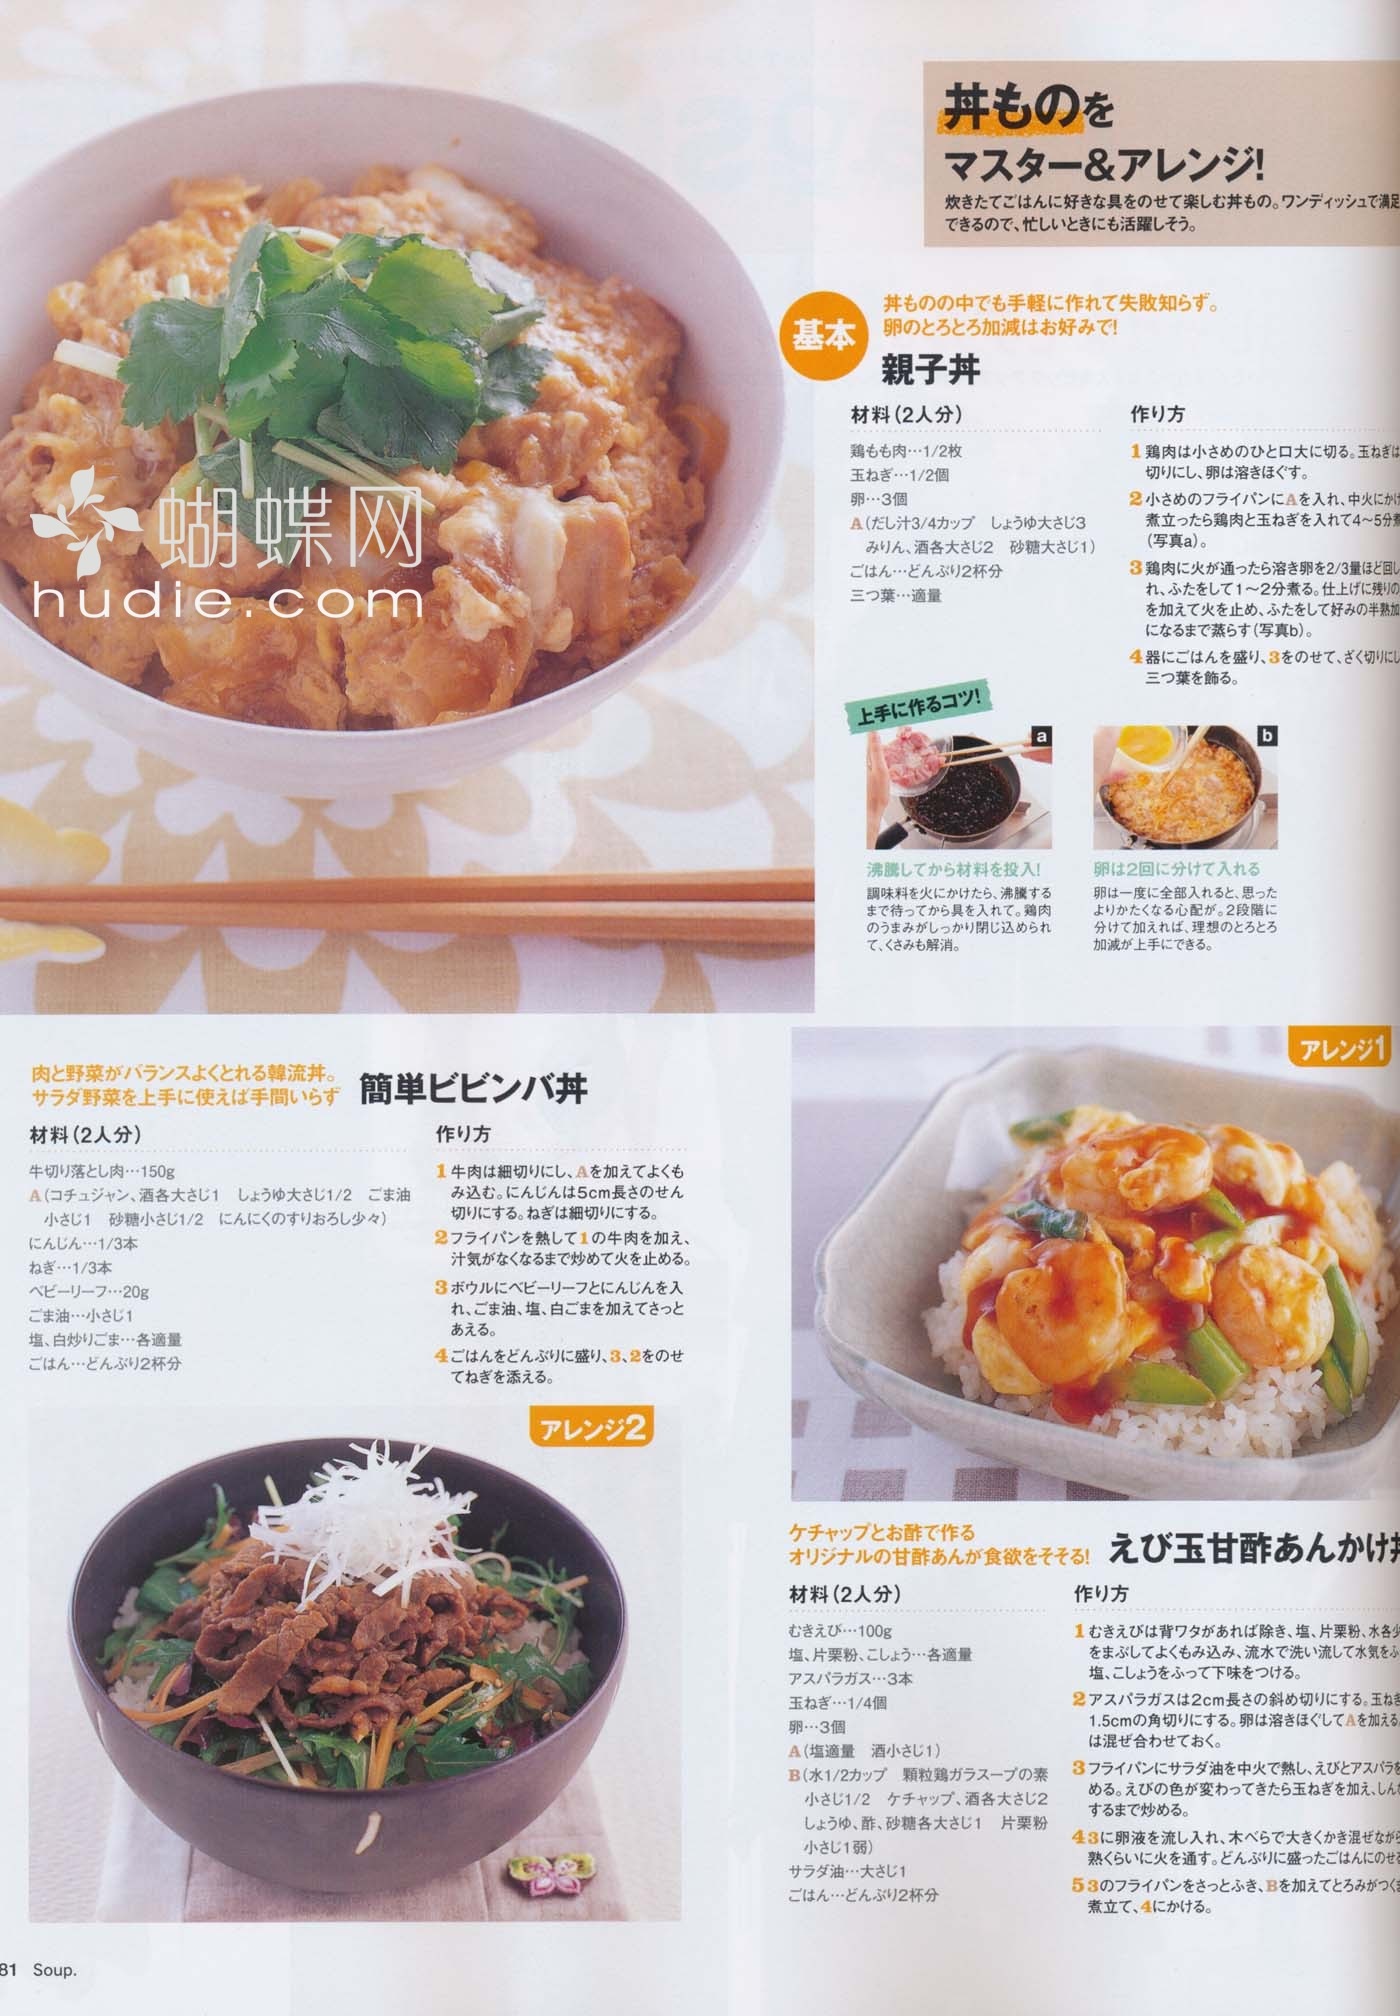 丼ものを
マスター&アレンジ!
炊きたてごはんに好きな具をのせて楽しむ丼もの。ワンディッシュで満足
できるので、忙しいときにも活躍しそう。
基本
丼ものの中でも手軽に作れて失敗知らず。
卵のとろとろ加減はお好みで!
親子丼
材料(2人分)
鶏もも肉…1/2枚
玉ねぎ…1/2個
卵…3個
A(だし汁3/4カップ しょうゆ大さじ3
みりん、酒各大さじ2 砂糖大さじ1)
ごはん…どんぶり2杯分
三つ葉…適量
作り方
1 鶏肉は小さめのひと口大に切る。玉ねぎは
切りにし、卵は溶きほぐす。
2 小さめのフライパンにAを入れ、中火にかけ
煮立ったら鶏肉と玉ねぎを入れて4〜5分煮
(写真a)。
3 鶏肉に火が通ったら溶き卵を2/3量ほど回し
れ、ふたをして1〜2分煮る。仕上げに残りの
を加えて火を止め、ふたをして好みの半熟加
になるまで蒸らす(写真b)。
4 器にごはんを盛り、3をのせて、ざく切りにし
三つ葉を飾る。
上手に作るコツ!
a
b
沸騰してから材料を投入!
調味料を火にかけたら、沸騰する
まで待ってから具を入れて。鶏肉
のうまみがしっかり閉じ込められ
て、くさみも解消。
卵は2回に分けて入れる
卵は一度に全部入れると、思った
よりかたくなる心配が。2段階に
分けて加えれば、理想のとろとろ
加減が上手にできる。
蝴蝶网
hudie.com
肉と野菜がバランスよくとれる韓流丼。
サラダ野菜を上手に使えば手間いらず
簡単ビビンバ丼
材料(2人分)
牛切り落とし肉…150g
A(コチュジャン、酒各大さじ1 しょうゆ大さじ1/2 ごま油
小さじ1 砂糖小さじ1/2 にんにくのすりおろし少々)
にんじん…1/3本
ねぎ…1/3本
ベビーリーフ…20g
ごま油…小さじ1
塩、白炒りごま…各適量
ごはん…どんぶり2杯分
作り方
1 牛肉は細切りにし、Aを加えてよくも
み込む。にんじんは5cm長さのせん
切りにする。ねぎは細切りにする。
2 フライパンを熱して1の牛肉を加え、
汁気がなくなるまで炒めて火を止める。
3 ボウルにベビーリーフとにんじんを入
れ、ごま油、塩、白ごまを加えてさっと
あえる。
4 ごはんをどんぶりに盛り、3、2をのせ
てねぎを添える。
アレンジ2
アレンジ1
ケチャップとお酢で作る
オリジナルの甘酢あんが食欲をそそる!
えび玉甘酢あんかけ丼
材料(2人分)
むきえび…100g
塩、片栗粉、こしょう…各適量
アスパラガス…3本
玉ねぎ…1/4個
卵…3個
A(塩適量 酒小さじ1)
B(水1/2カップ 顆粒鶏ガラスープの素
小さじ1/2 ケチャップ、酒各大さじ2
しょうゆ、酢、砂糖各大さじ1 片栗粉
小さじ1弱)
サラダ油…大さじ1
ごはん…どんぶり2杯分
作り方
1 むきえびは背ワタがあれば除き、塩、片栗粉、水各少
をまぶしてよくもみ込み、流水で洗い流して水気をふ
塩、こしょうをふって下味をつける。
2 アスパラガスは2cm長さの斜め切りにする。玉ねぎ
1.5cmの角切りにする。卵は溶きほぐしてAを加える。
は混ぜ合わせておく。
3 フライパンにサラダ油を中火で熱し、えびとアスパラを
める。えびの色が変わってきたら玉ねぎを加え、しん
するまで炒める。
4 3に卵液を流し入れ、木べらで大きくかき混ぜながら
熟くらいに火を通す。どんぶりに盛ったごはんにのせる
5 3のフライパンをさっとふき、Bを加えてとろみがつくま
煮立て、4にかける。
81 Soup.